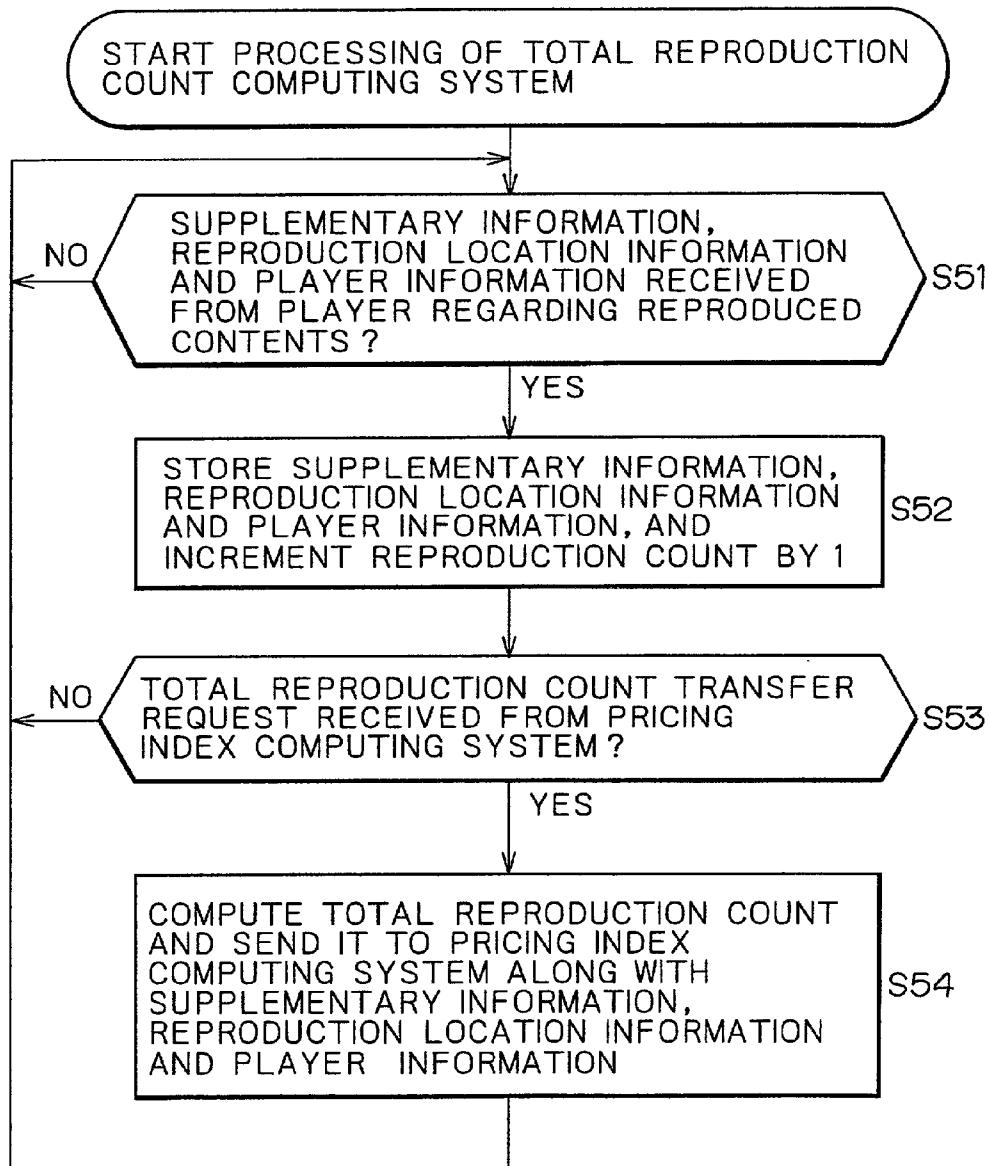 START PROCESSING OF TOTAL REPRODUCTION
COUNT COMPUTING SYSTEM
SUPPLEMENTARY INFORMATION,
REPRODUCTION LOCATION INFORMATION
AND PLAYER INFORMATION RECEIVED
FROM PLAYER REGARDING REPRODUCED
CONTENTS ?
NO
S51
YES
STORE SUPPLEMENTARY INFORMATION,
REPRODUCTION LOCATION INFORMATION
AND PLAYER INFORMATION, AND
INCREMENT REPRODUCTION COUNT BY 1
S52
TOTAL REPRODUCTION COUNT TRANSFER
REQUEST RECEIVED FROM PRICING
INDEX COMPUTING SYSTEM ?
NO
S53
YES
COMPUTE TOTAL REPRODUCTION COUNT
AND SEND IT TO PRICING INDEX
COMPUTING SYSTEM ALONG WITH
SUPPLEMENTARY INFORMATION,
REPRODUCTION LOCATION INFORMATION
AND PLAYER INFORMATION
S54